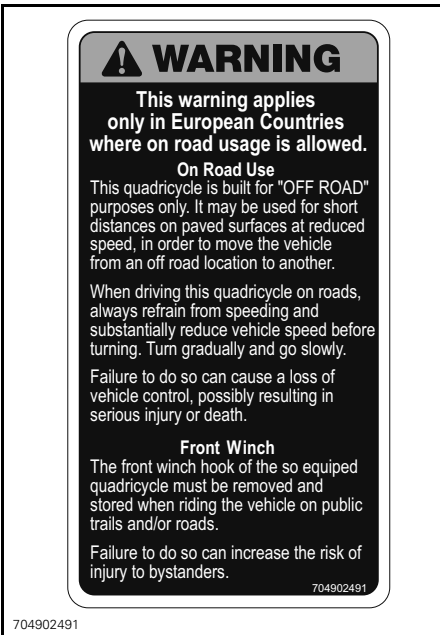 WARNING
This warning applies
only in European Countries
where on road usage is allowed.
On Road Use
This quadricycle is built for "OFF ROAD"
purposes only. It may be used for short
distances on paved surfaces at reduced
speed, in order to move the vehicle
from an off road location to another.
When driving this quadricycle on roads,
always refrain from speeding and
substantially reduce vehicle speed before
turning. Turn gradually and go slowly.
Failure to do so can cause a loss of
vehicle control, possibly resulting in
serious injury or death.
Front Winch
The front winch hook of the so equiped
quadricycle must be removed and
stored when riding the vehicle on public
trails and/or roads.
Failure to do so can increase the risk of
injury to bystanders.
704902491
704902491